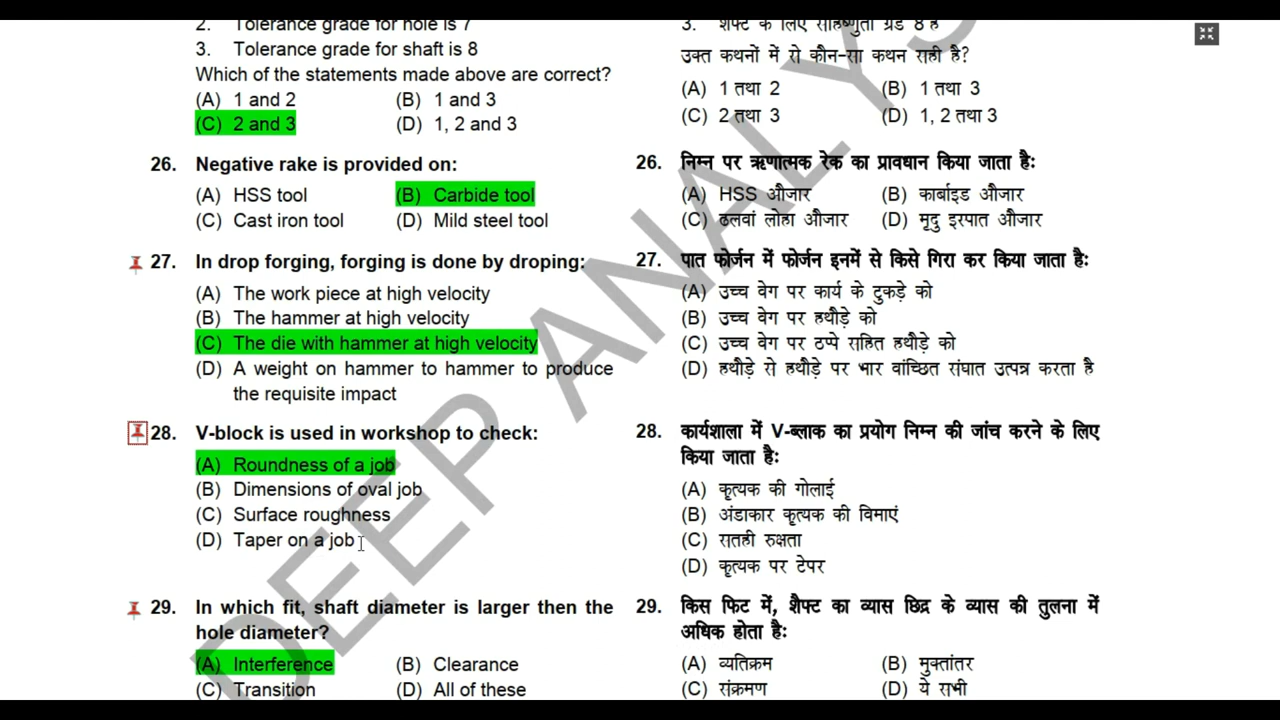 2. Tolerance grade for hole is 7
3. Tolerance grade for shaft is 8
Which of the statements made above are correct?
(A) 1 and 2 (B) 1 and 3
(C) 2 and 3 (D) 1, 2 and 3
26. Negative rake is provided on:
(A) HSS tool (B) Carbide tool
(C) Cast iron tool (D) Mild steel tool
27. In drop forging, forging is done by droping:
(A) The work piece at high velocity
(B) The hammer at high velocity
(C) The die with hammer at high velocity
(D) A weight on hammer to hammer to produce
the requisite impact
28. V-block is used in workshop to check:
(A) Roundness of a job
(B) Dimensions of oval job
(C) Surface roughness
(D) Taper on a job
29. In which fit, shaft diameter is larger then the
hole diameter?
(A) Interference (B) Clearance
(C) Transition (D) All of these
3. शैफ्ट के लिए सहिष्णुता ग्रेड 8 है
उक्त कथनों में से कौन-सा कथन सही है?
(A) 1 तथा 2 (B) 1 तथा 3
(C) 2 तथा 3 (D) 1, 2 तथा 3
26. निम्न पर ऋणात्मक रेक का प्रावधान किया जाता है:
(A) HSS औजार (B) कार्बाइड औजार
(C) ढलवां लोहा औजार (D) मृदु इस्पात औजार
27. पात फोर्जन में फोर्जन इनमें से किसे गिरा कर किया जाता है:
(A) उच्च वेग पर कार्य के टुकड़े को
(B) उच्च वेग पर हथौड़े को
(C) उच्च वेग पर ठप्पे सहित हथौड़े को
(D) हथौड़े से हथौड़े पर भार वांच्छित संघात उत्पन्न करता है
28. कार्यशाला में V-ब्लाक का प्रयोग निम्न की जांच करने के लिए
किया जाता है:
(A) कृत्यक की गोलाई
(B) अंडाकार कृत्यक की विमाएं
(C) सतही रुक्षता
(D) कृत्यक पर टेपर
29. किस फिट में, शैफ्ट का व्यास छिद्र के व्यास की तुलना में
अधिक होता है:
(A) व्यतिक्रम (B) मुक्तांतर
(C) संक्रमण (D) ये सभी
DEEP ANALYS